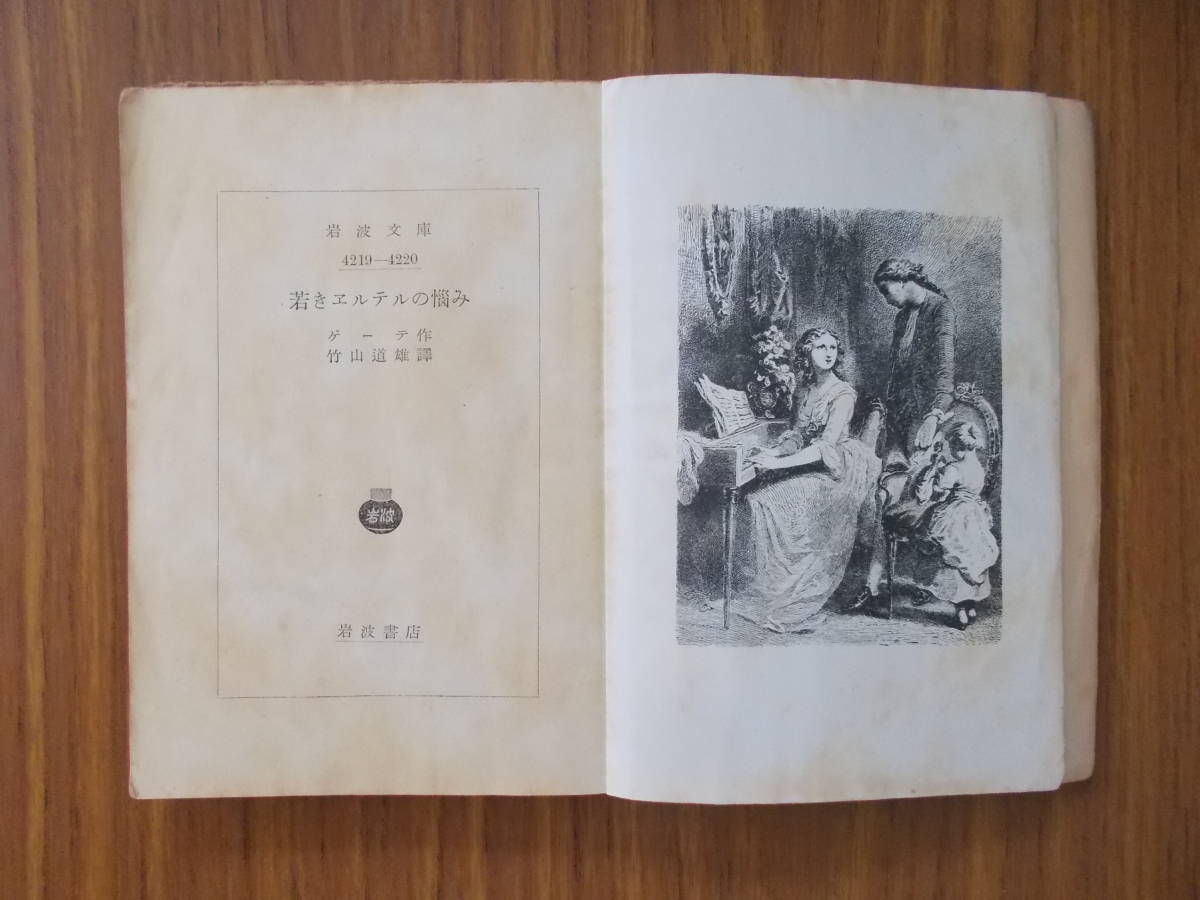 岩波文庫
4219—4220
若きヱルテルの悩み
ゲーテ作
竹山道雄譯
岩波
岩波書店